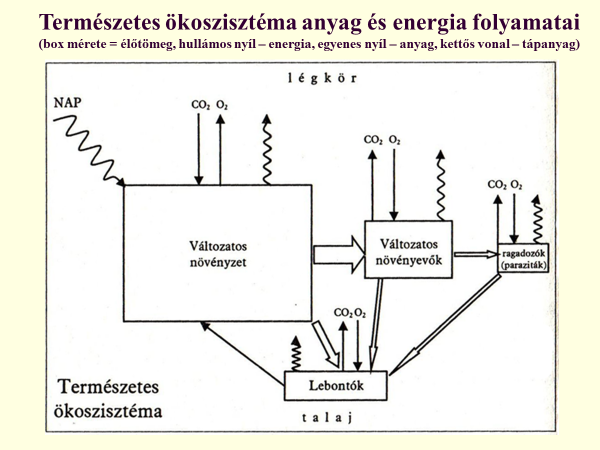 Természetes ökoszisztéma anyag és energia folyamatai
(box mérete = élőtömeg, hullámos nyíl – energia, egyenes nyíl – anyag, kettős vonal – tápanyag)
légkör
NAP
CO₂ O₂
CO₂ O₂
CO₂ O₂
Változatos
növényzet
Változatos
növényevők
ragadozók
(paraziták)
CO₂ O₂
Lebontók
Természetes
ökoszisztéma
talaj